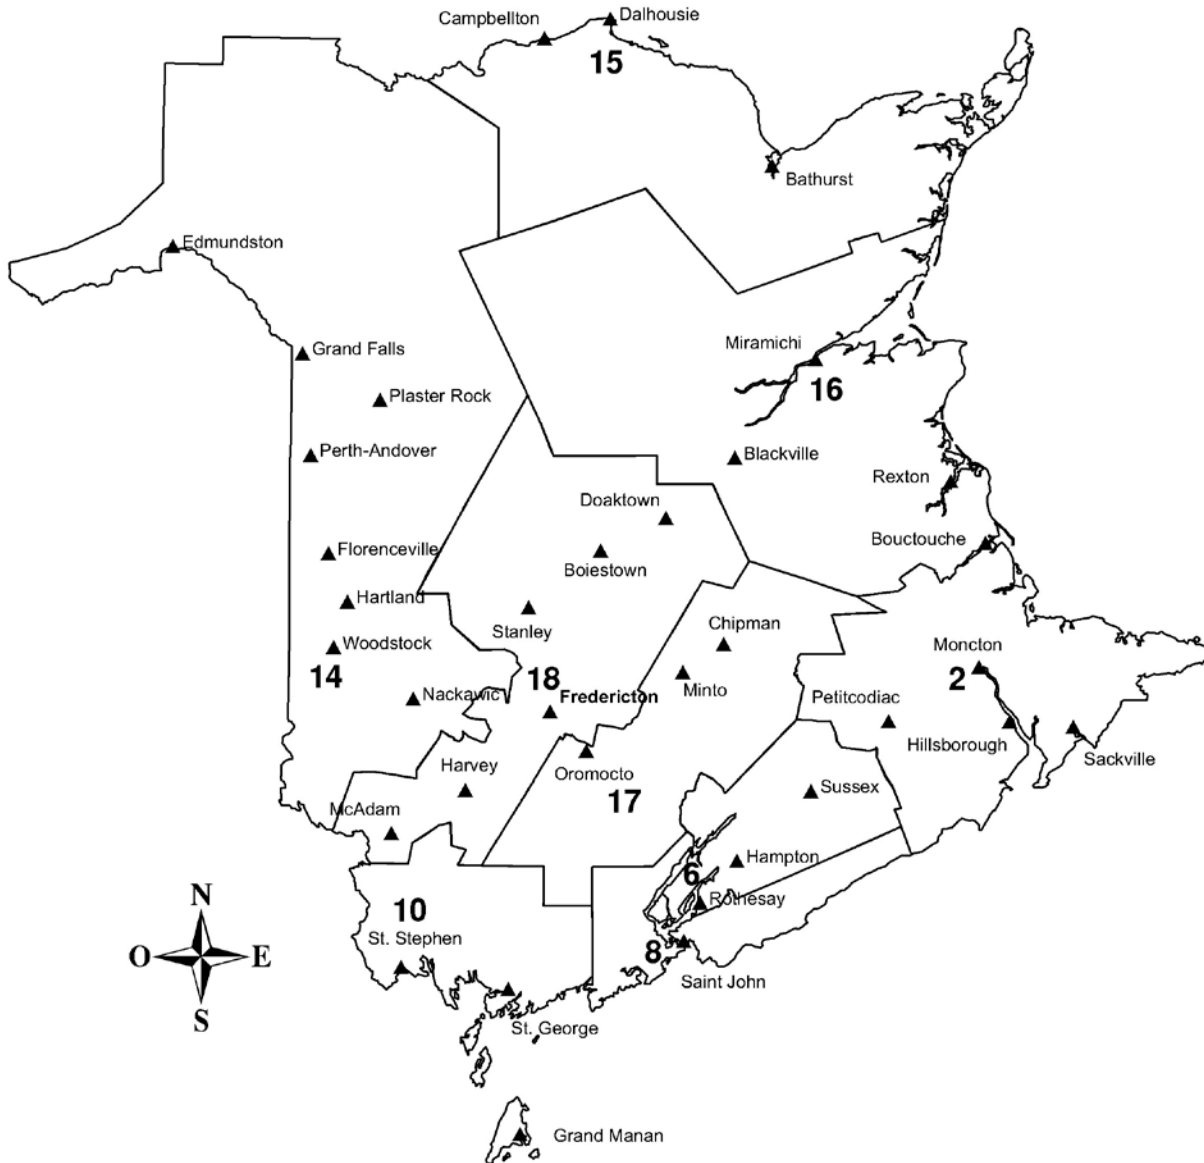 Campbellton
Dalhousie
15
Bathurst
Edmundston
Miramichi
Grand Falls
16
Plaster Rock
Perth-Andover
Blackville
Rexton
Doaktown
Bouctouche
Florenceville
Boiestown
Hartland
Stanley
Chipman
Woodstock
Moncton
14
18
Minto
2
Nackawic
Fredericton
Petitcodiac
Hillsborough
Sackville
Harvey
Oromocto
Sussex
17
McAdam
Hampton
6
Rothesay
N
10
St. Stephen
8
O
E
Saint John
S
St. George
Grand Manan